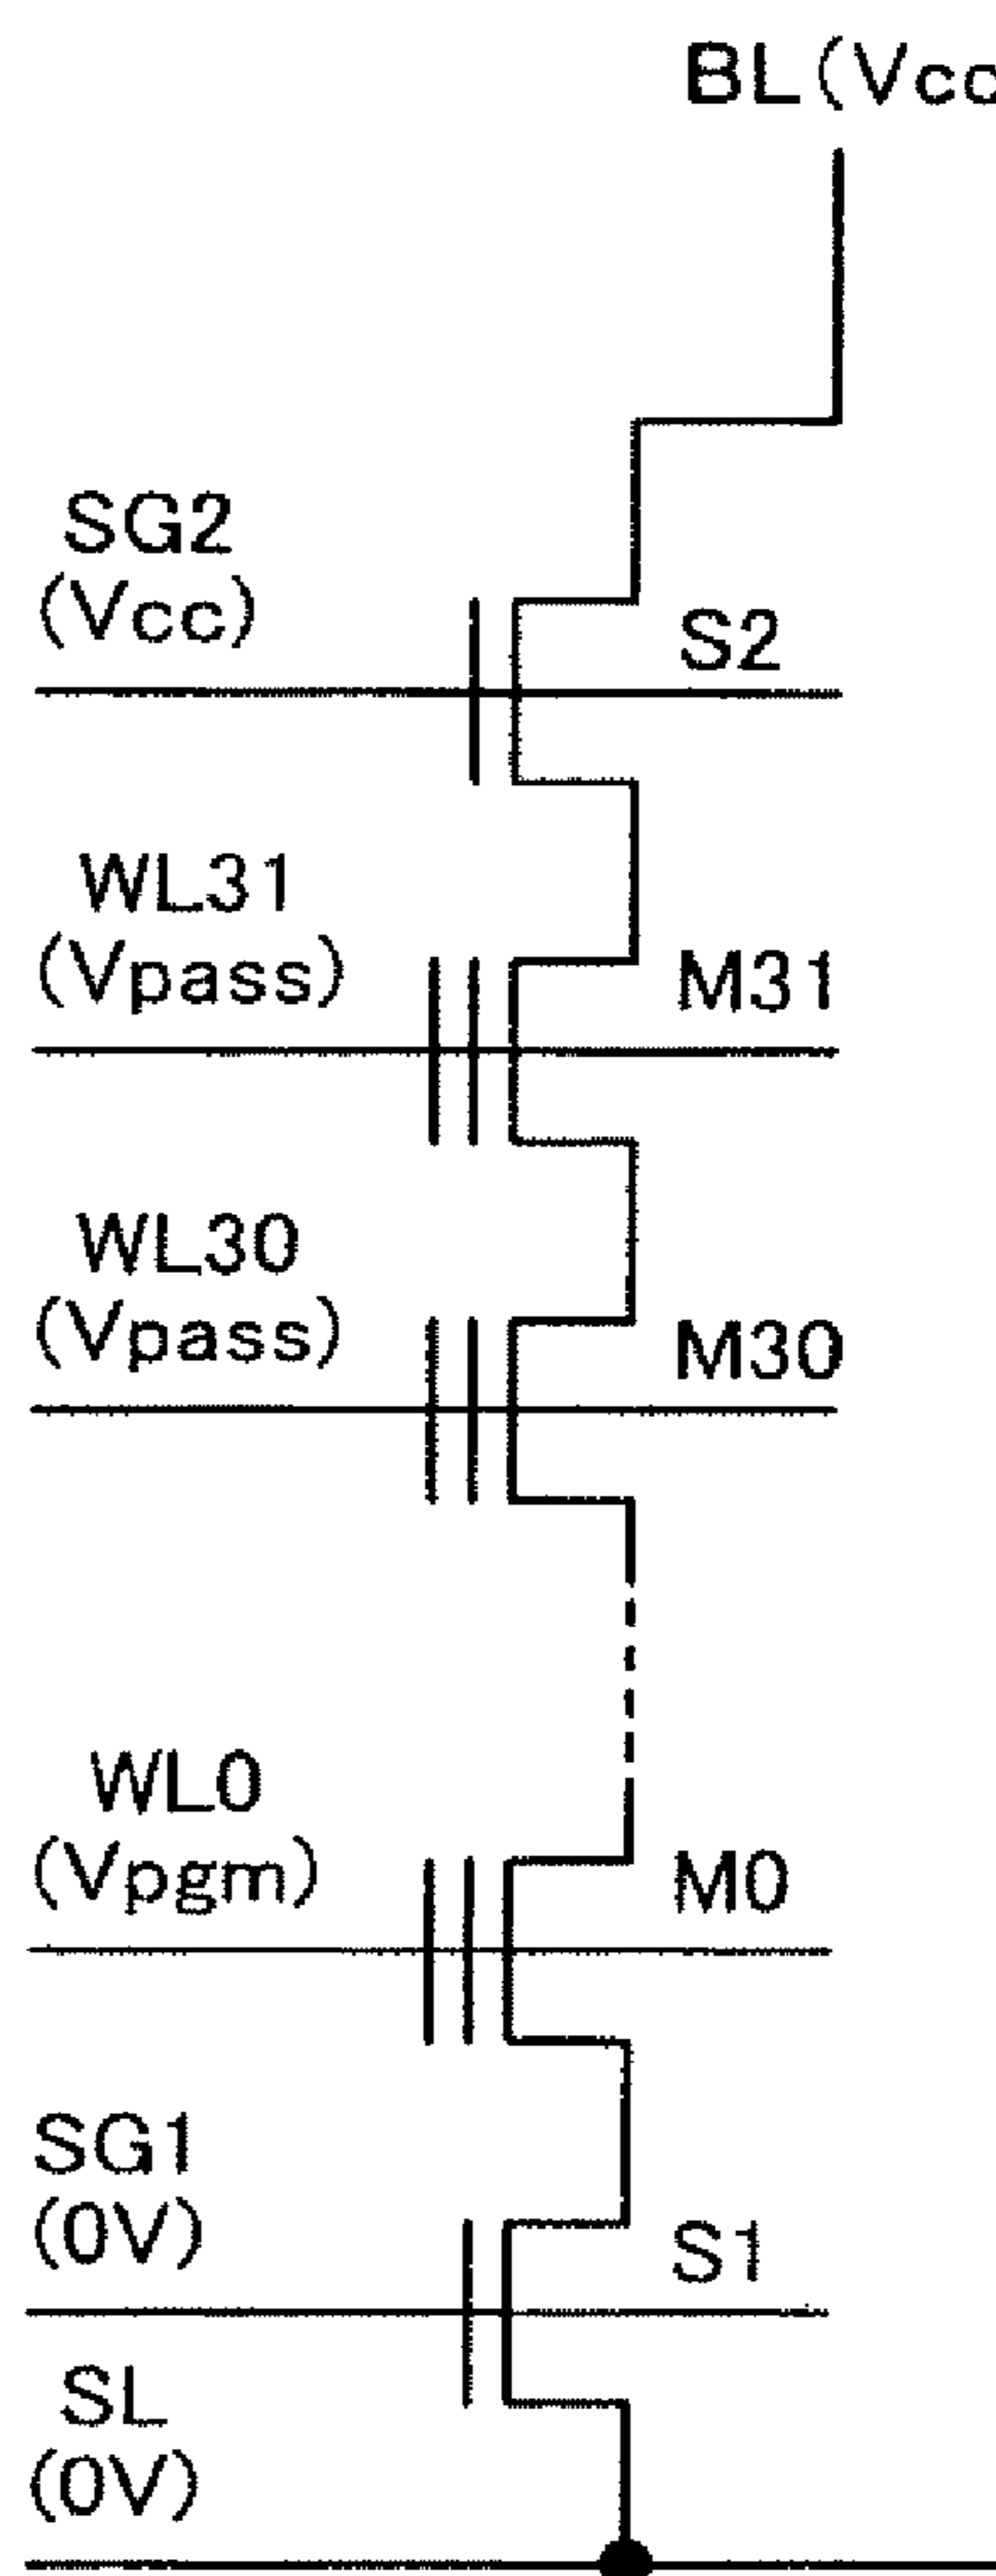 BL(Vcc
SG2
(Vcc)
S2
WL31
(Vpass)
M31
WL30
(Vpass)
M30
WL0
(Vpgm)
M0
SG1
(0V)
S1
SL
(0V)